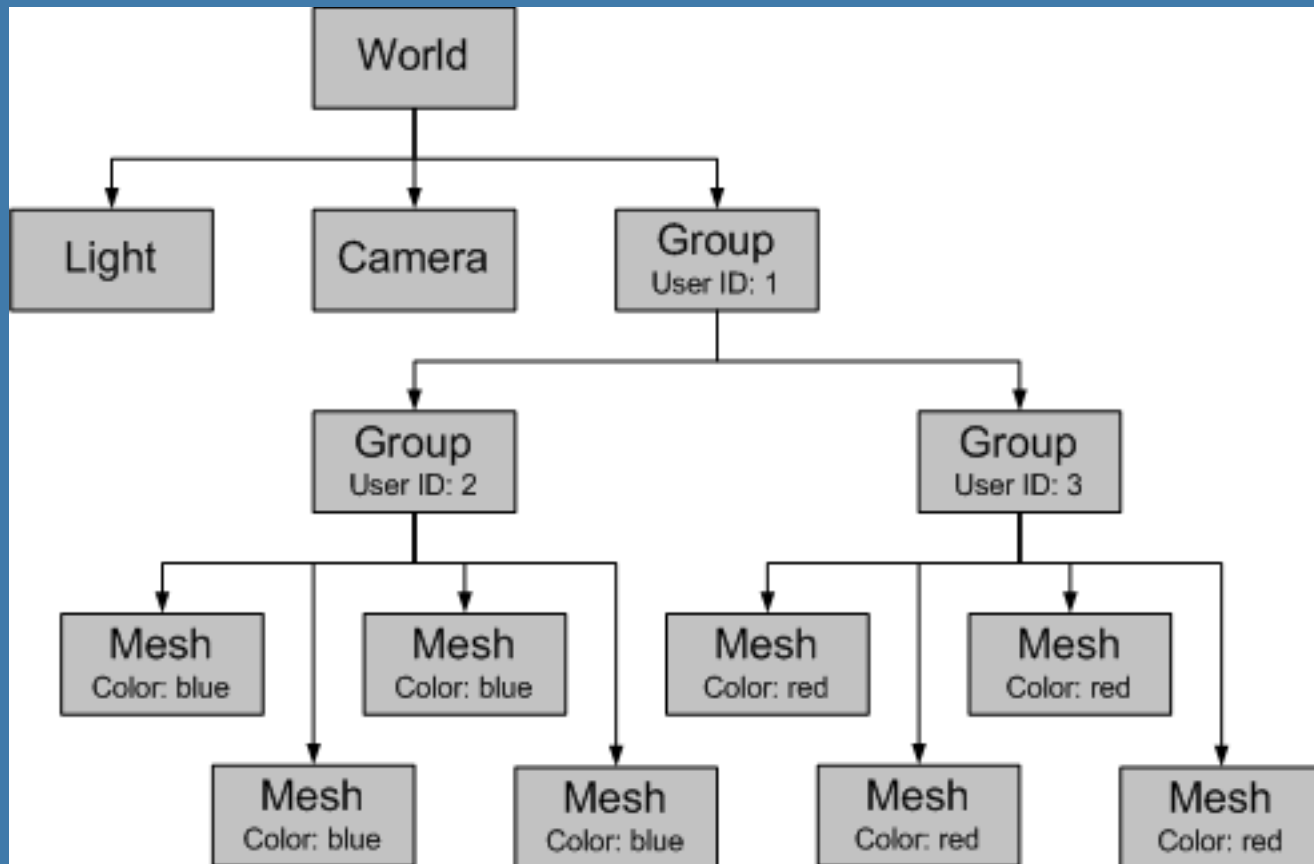 World
Light
Camera
Group
User ID: 1
Group
User ID: 2
Group
User ID: 3
Mesh
Color: blue
Mesh
Color: blue
Mesh
Color: red
Mesh
Color: red
Mesh
Color: blue
Mesh
Color: blue
Mesh
Color: red
Mesh
Color: red